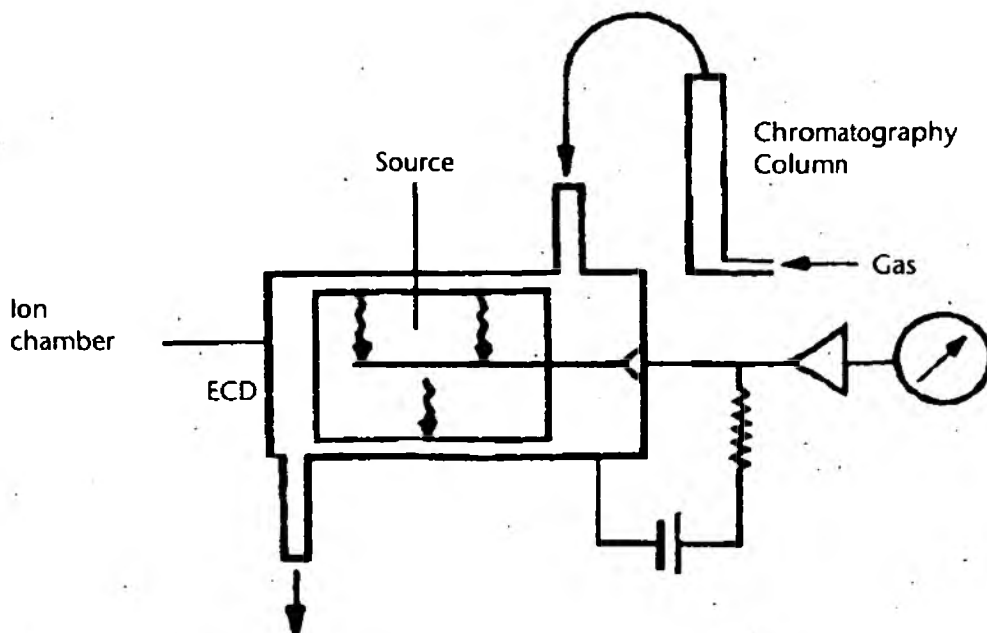 Chromatography
Column
Source
Gas
Ion
chamber
ECD